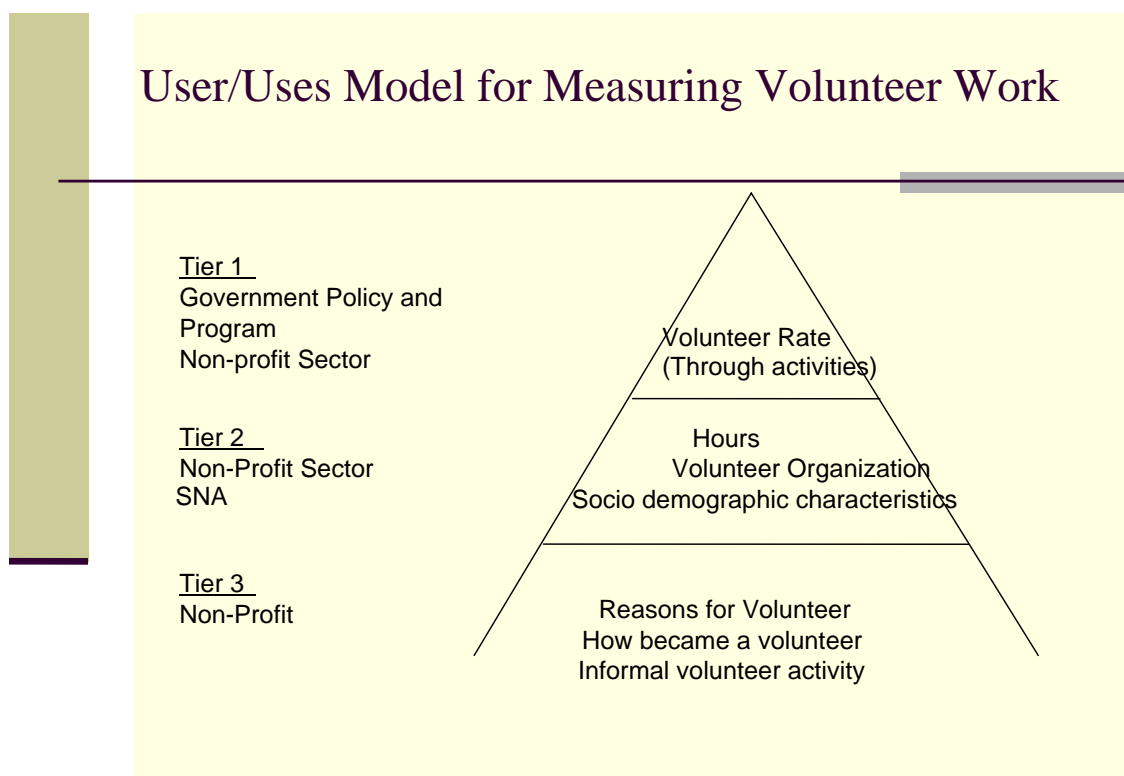 User/Uses Model for Measuring Volunteer Work
Tier 1
Government Policy and
Program
Non-profit Sector
Volunteer Rate
(Through activities)
Tier 2
Non-Profit Sector
SNA
Hours
Volunteer Organization
Socio demographic characteristics
Tier 3
Non-Profit
Reasons for Volunteer
How became a volunteer
Informal volunteer activity